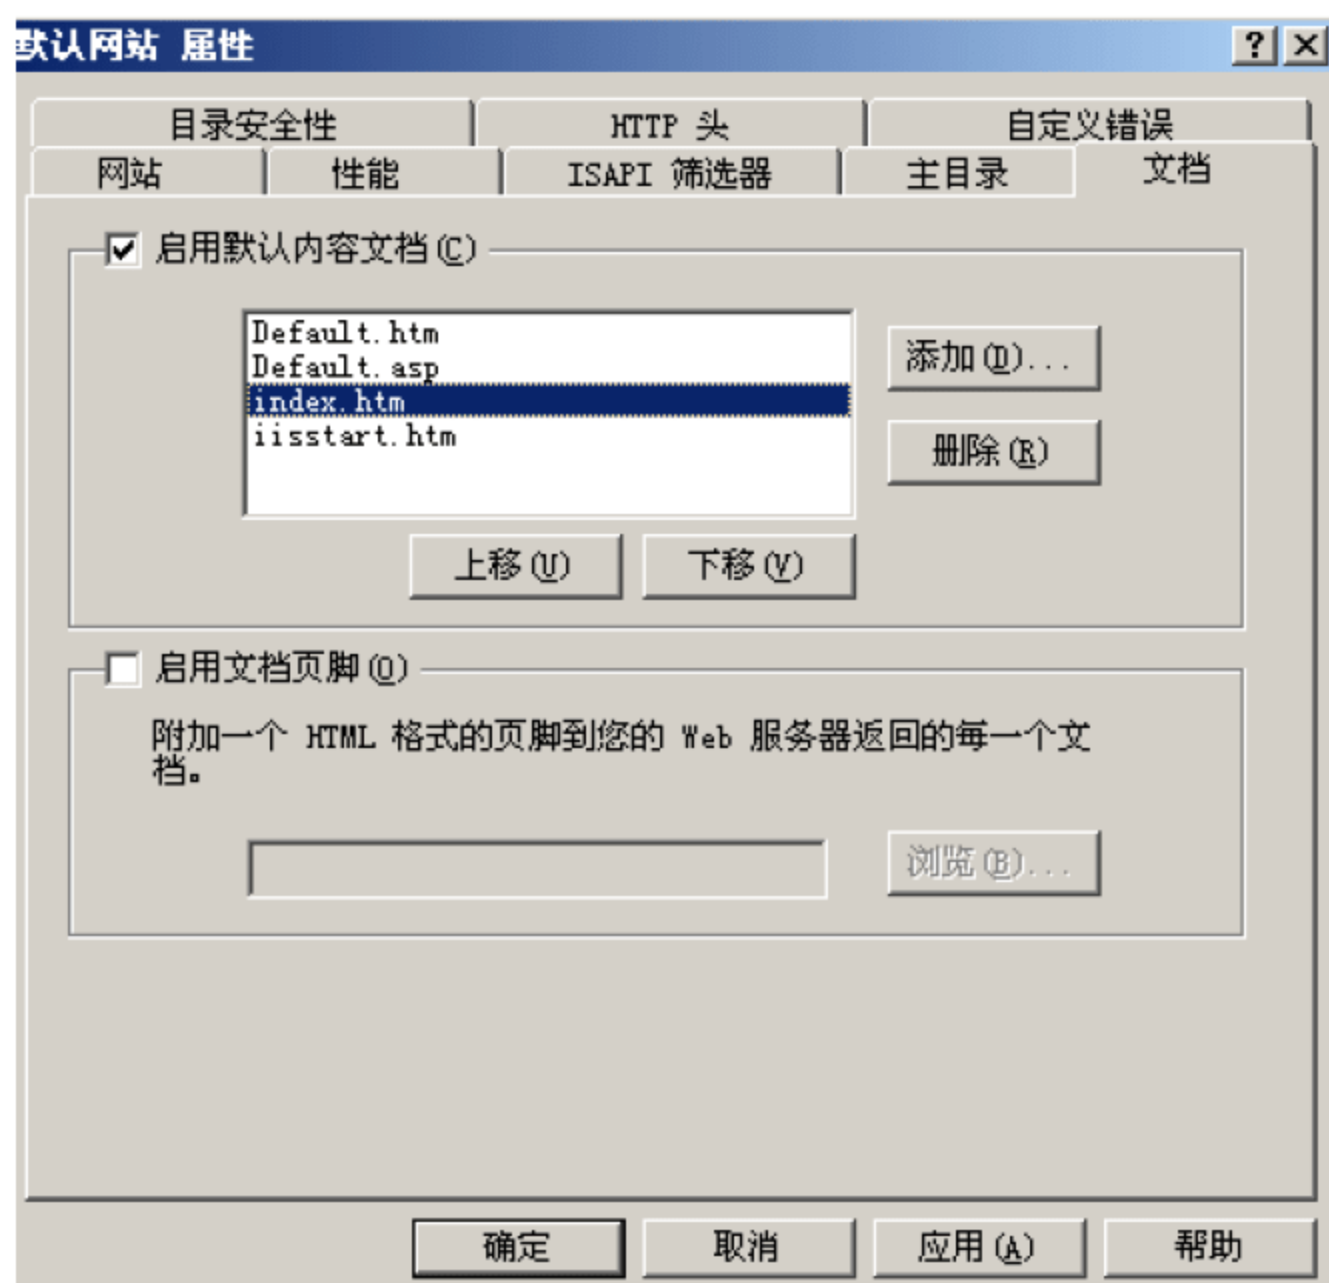 默认网站 属性
目录安全性 HTTP 头 自定义错误
网站 性能 ISAPI 筛选器 主目录 文档
启用默认内容文档(C)
Default.htm
Default.asp
index.htm
iisstart.htm
添加(D)...
删除(R)
上移(U) 下移(V)
启用文档页脚(O)
附加一个 HTML 格式的页脚到您的 Web 服务器返回的每一个文
档。
浏览(B)...
确定 取消 应用(A) 帮助